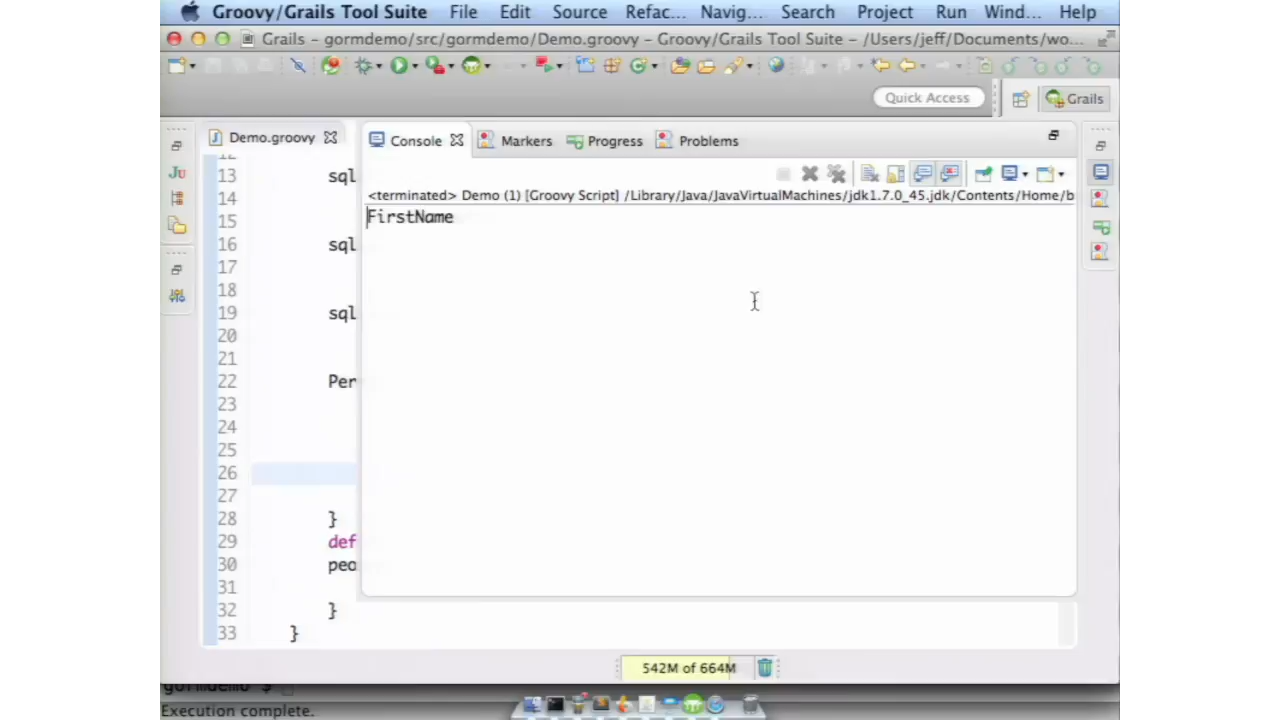 Groovy/Grails Tool Suite File Edit Source Refac... Navig... Search Project Run Wind... Help
Grails - gormdemo/src/gormdemo/Demo.groovy - Groovy/Grails Tool Suite - /Users/jeff/Documents/wo...
Quick Access
Grails
Demo.groovy
Console Markers Progress Problems
<terminated> Demo (1) [Groovy Script] /Library/Java/JavaVirtualMachines/jdk1.7.0_45.jdk/Contents/Home/b
FirstName
Ju
13 sql
14
15
16 sql
17
18
19 sql
20
21
22 Per
23
24
25
26
27
28 }
29 def
30 peo
31
32 }
33 }
542M of 664M
gormdemo $
Execution complete.